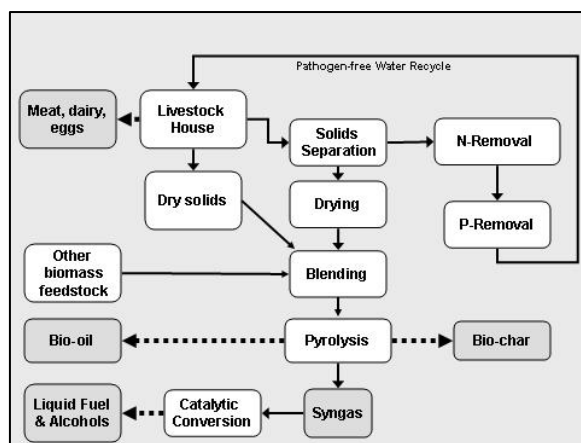 Pathogen-free Water Recycle
Meat, dairy,
eggs
Livestock
House
Solids
Separation
N-Removal
Dry solids
Drying
P-Removal
Other
biomass
feedstock
Blending
Bio-oil
Pyrolysis
Bio-char
Liquid Fuel
& Alcohols
Catalytic
Conversion
Syngas